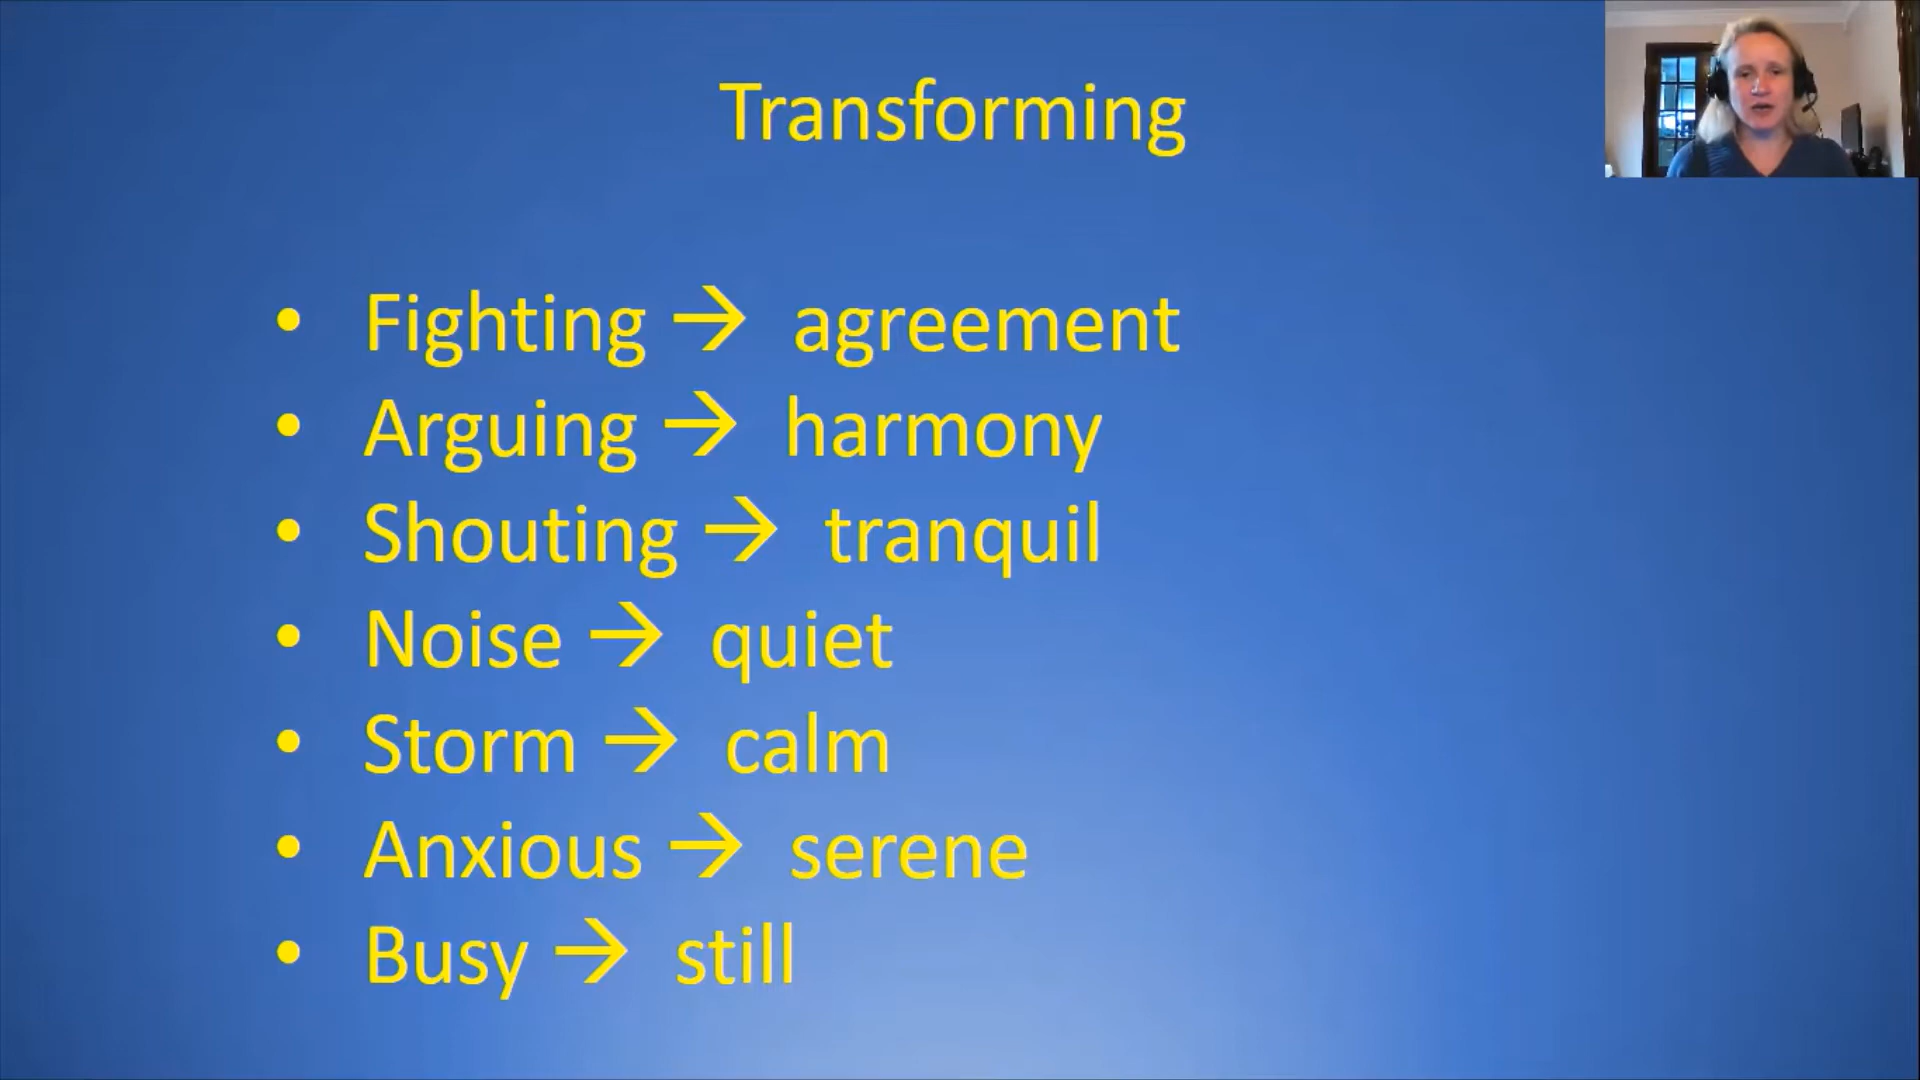 Transforming
• Fighting → agreement
• Arguing → harmony
• Shouting → tranquil
• Noise → quiet
• Storm → calm
• Anxious → serene
• Busy → still